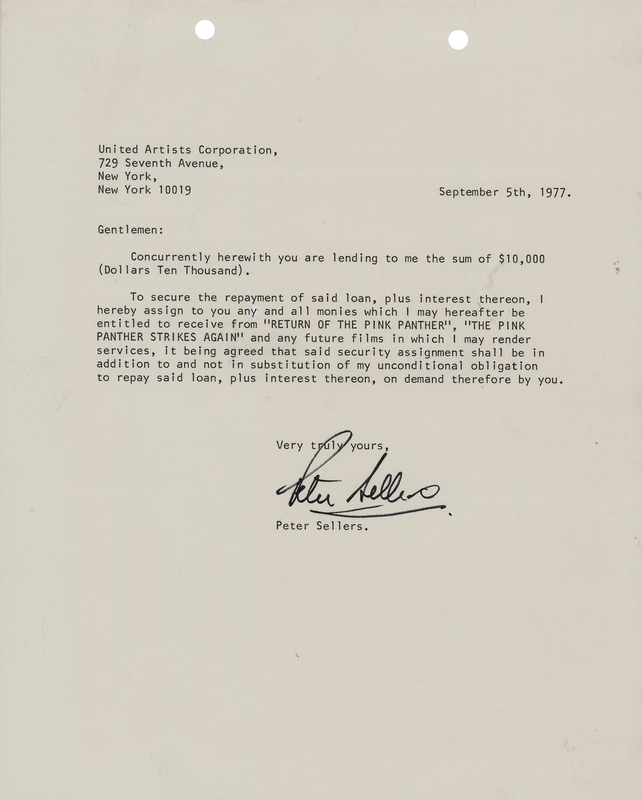 United Artists Corporation,
729 Seventh Avenue,
New York,
New York 10019
September 5th, 1977.
Gentlemen:
Concurrently herewith you are lending to me the sum of $10,000
(Dollars Ten Thousand).
To secure the repayment of said loan, plus interest thereon, I
hereby assign to you any and all monies which I may hereafter be
entitled to receive from "RETURN OF THE PINK PANTHER", "THE PINK
PANTHER STRIKES AGAIN" and any future films in which I may render
services, it being agreed that said security assignment shall be in
addition to and not in substitution of my unconditional obligation
to repay said loan, plus interest thereon, on demand therefore by you.
Very truly yours,
Peter Sellers
Peter Sellers.